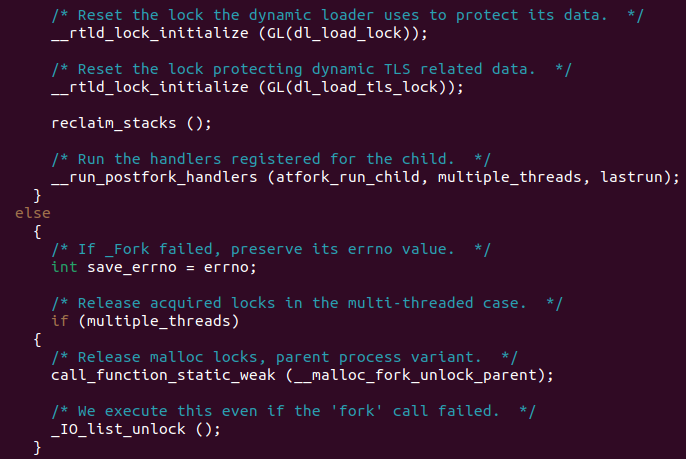 /* Reset the lock the dynamic loader uses to protect its data.  */
__rtld_lock_initialize (GL(dl_load_lock));
/* Reset the lock protecting dynamic TLS related data.  */
__rtld_lock_initialize (GL(dl_load_tls_lock));
reclaim_stacks ();
/* Run the handlers registered for the child.  */
__run_postfork_handlers (atfork_run_child, multiple_threads, lastrun);
}
else
{
/* If _Fork failed, preserve its errno value.  */
int save_errno = errno;
/* Release acquired locks in the multi-threaded case.  */
if (multiple_threads)
{
/* Release malloc locks, parent process variant.  */
call_function_static_weak (__malloc_fork_unlock_parent);
/* We execute this even if the 'fork' call failed.  */
_IO_list_unlock ();
}